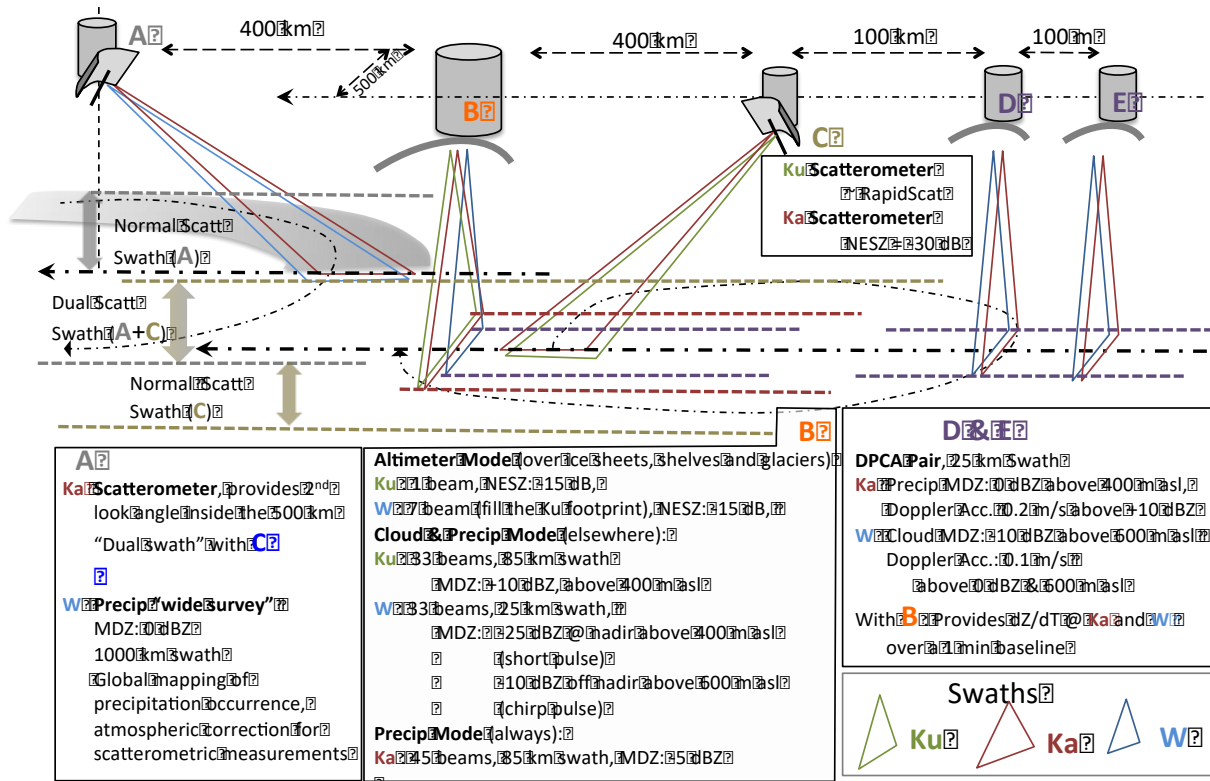 A
400 km
400 km
100 km
100 m
500 km
B
D
E
C
Ku Scatterometer
~ RapidScat
Ka Scatterometer
NESZ = -30 dB
Normal Scatt
Swath (A)
Dual Scatt
Swath (A+C)
Normal Scatt
Swath (C)
A
Ka Scatterometer, provides 2nd
look angle inside the 500 km
“Dual swath” with C
W Precip “wide survey”
MDZ: 0 dBZ
1000 km swath
Global mapping of
precipitation occurrence,
atmospheric correction for
scatterometric measurements
B
Altimeter Mode (over ice sheets, shelves and glaciers)
Ku 1 beam, NESZ: -15 dB,
W 7 beam (fill the Ku footprint), NESZ: -15 dB,
Cloud & Precip Mode (elsewhere):
Ku 33 beams, 85 km swath
MDZ: +10 dBZ, above 400 m asl
W 33 beams, 25 km swath,
MDZ: -25 dBZ @ nadir above 400 m asl
(short pulse)
-10 dBZ off nadir above 600 m asl
(chirp pulse)
Precip Mode (always):
Ka 45 beams, 85 km swath, MDZ: -5 dBZ
D & E
DPCA Pair, 25 km Swath
Ka Precip MDZ: 0 dBZ above 400 m asl,
Doppler Acc.: 0.2 m/s above +10 dBZ
W Cloud MDZ: -10 dBZ above 600 m asl
Doppler Acc.: 0.1 m/s
above 0 dBZ & 600 m asl
With B Provides dZ/dT @ Ka and W
over a 1 min baseline
Swaths
Ku
Ka
W